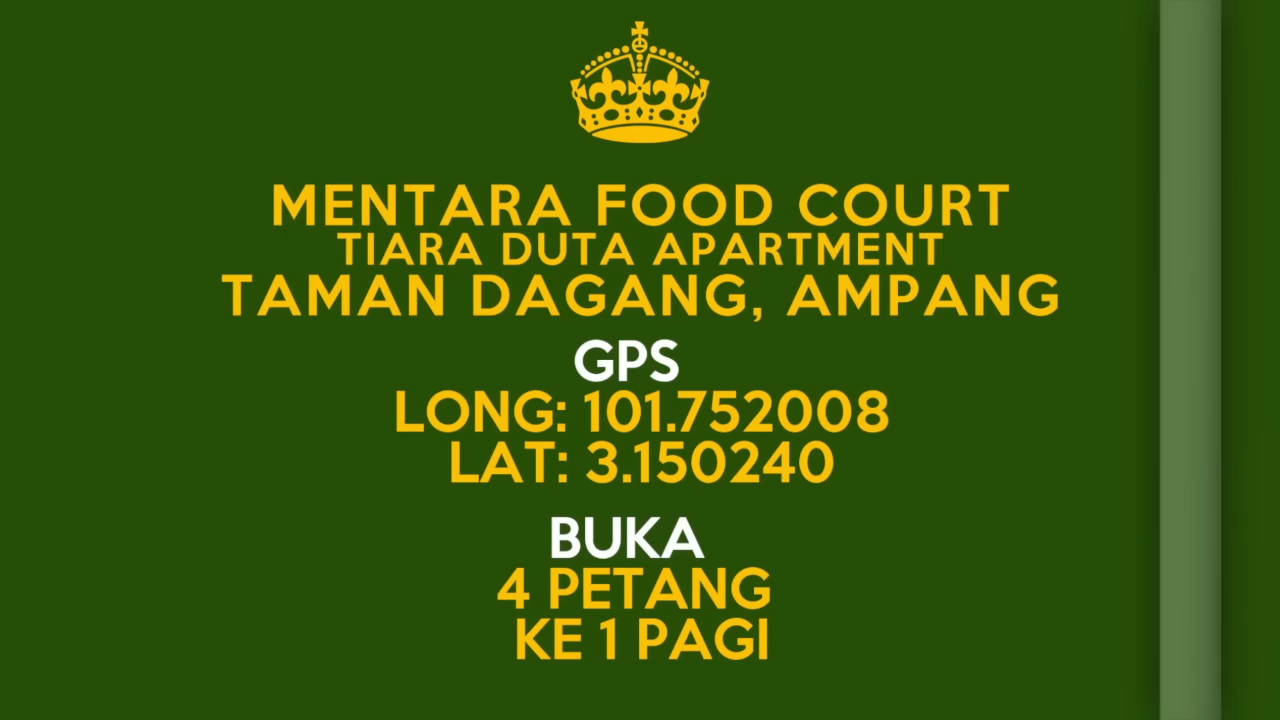 MENTARA FOOD COURT
TIARA DUTA APARTMENT
TAMAN DAGANG, AMPANG
GPS
LONG: 101.752008
LAT: 3.150240
BUKA
4 PETANG
KE 1 PAGI